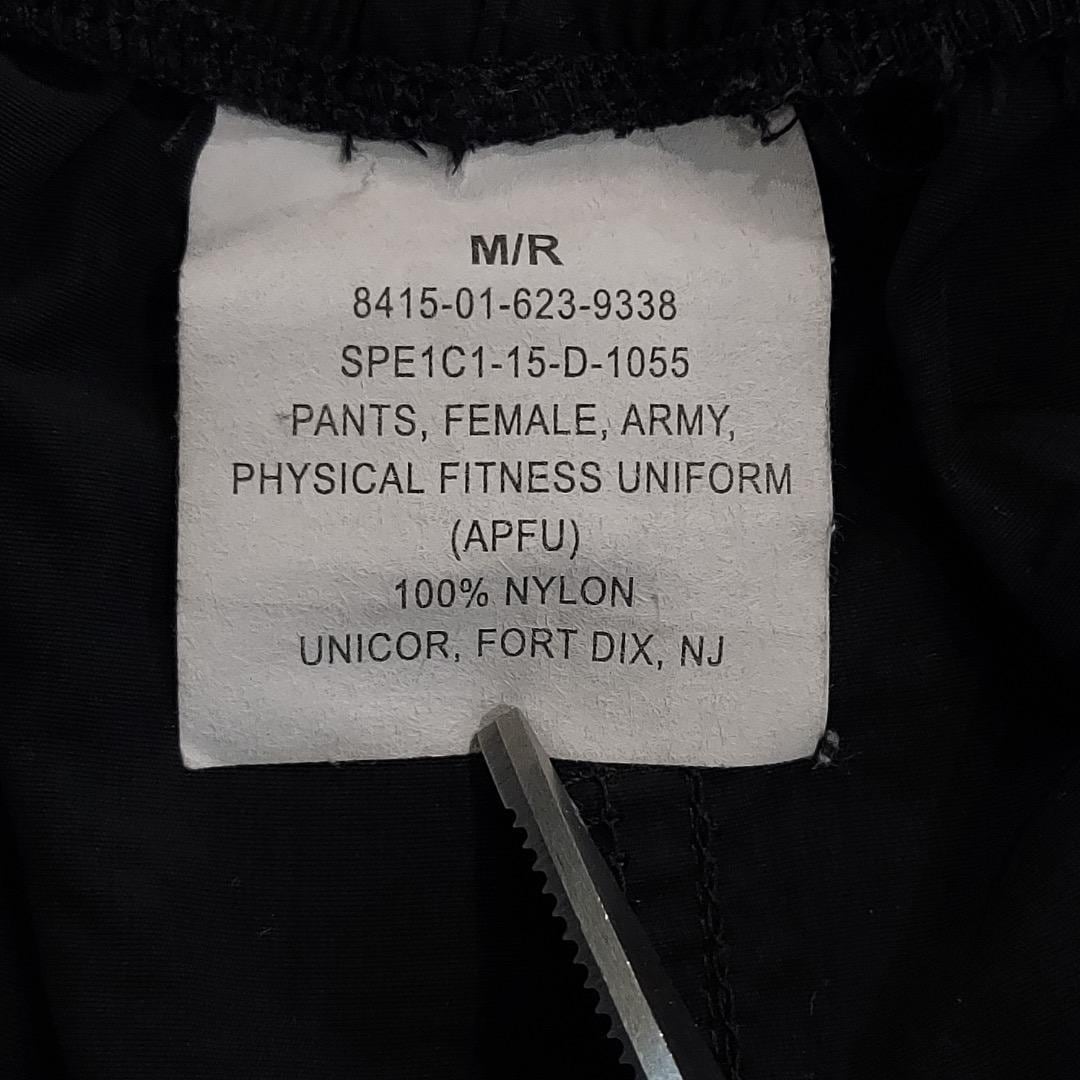 M/R
8415-01-623-9338
SPE1C1-15-D-1055
PANTS, FEMALE, ARMY,
PHYSICAL FITNESS UNIFORM
(APFU)
100% NYLON
UNICOR, FORT DIX, NJ